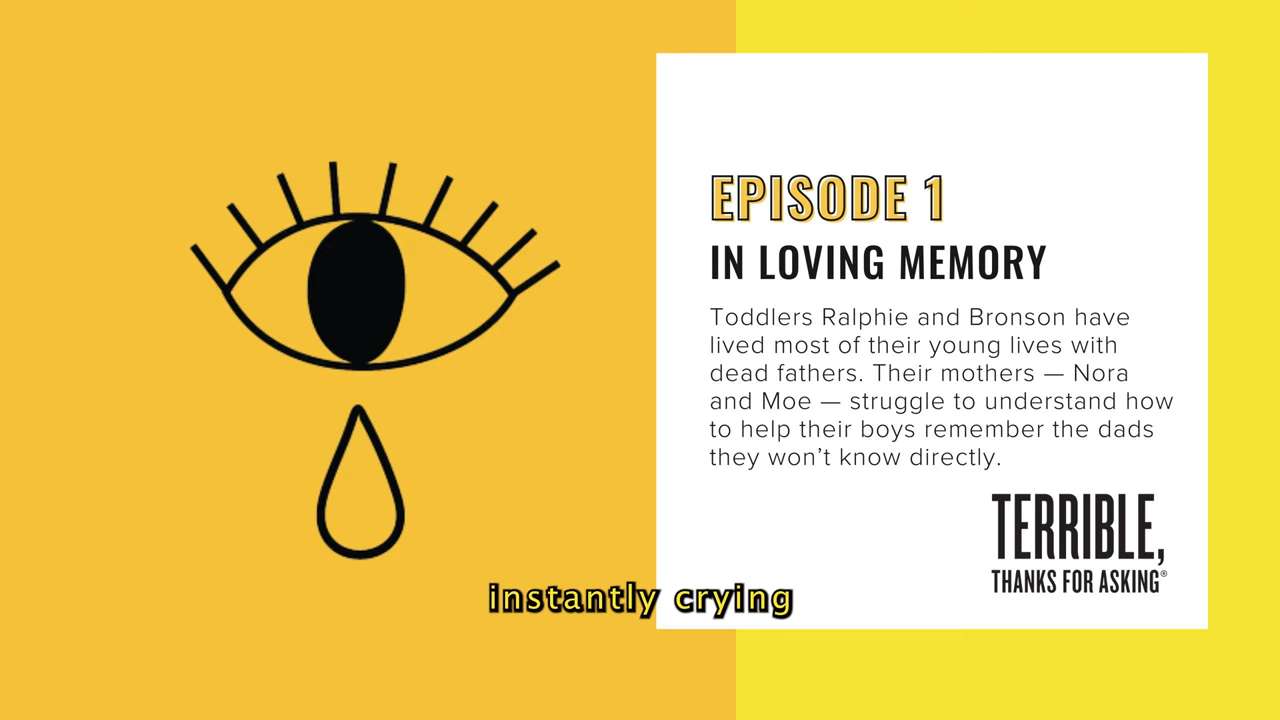 EPISODE 1
IN LOVING MEMORY
Toddlers Ralphie and Bronson have
lived most of their young lives with
dead fathers. Their mothers — Nora
and Moe — struggle to understand how
to help their boys remember the dads
they won’t know directly.
TERRIBLE,
THANKS FOR ASKING®
instantly crying